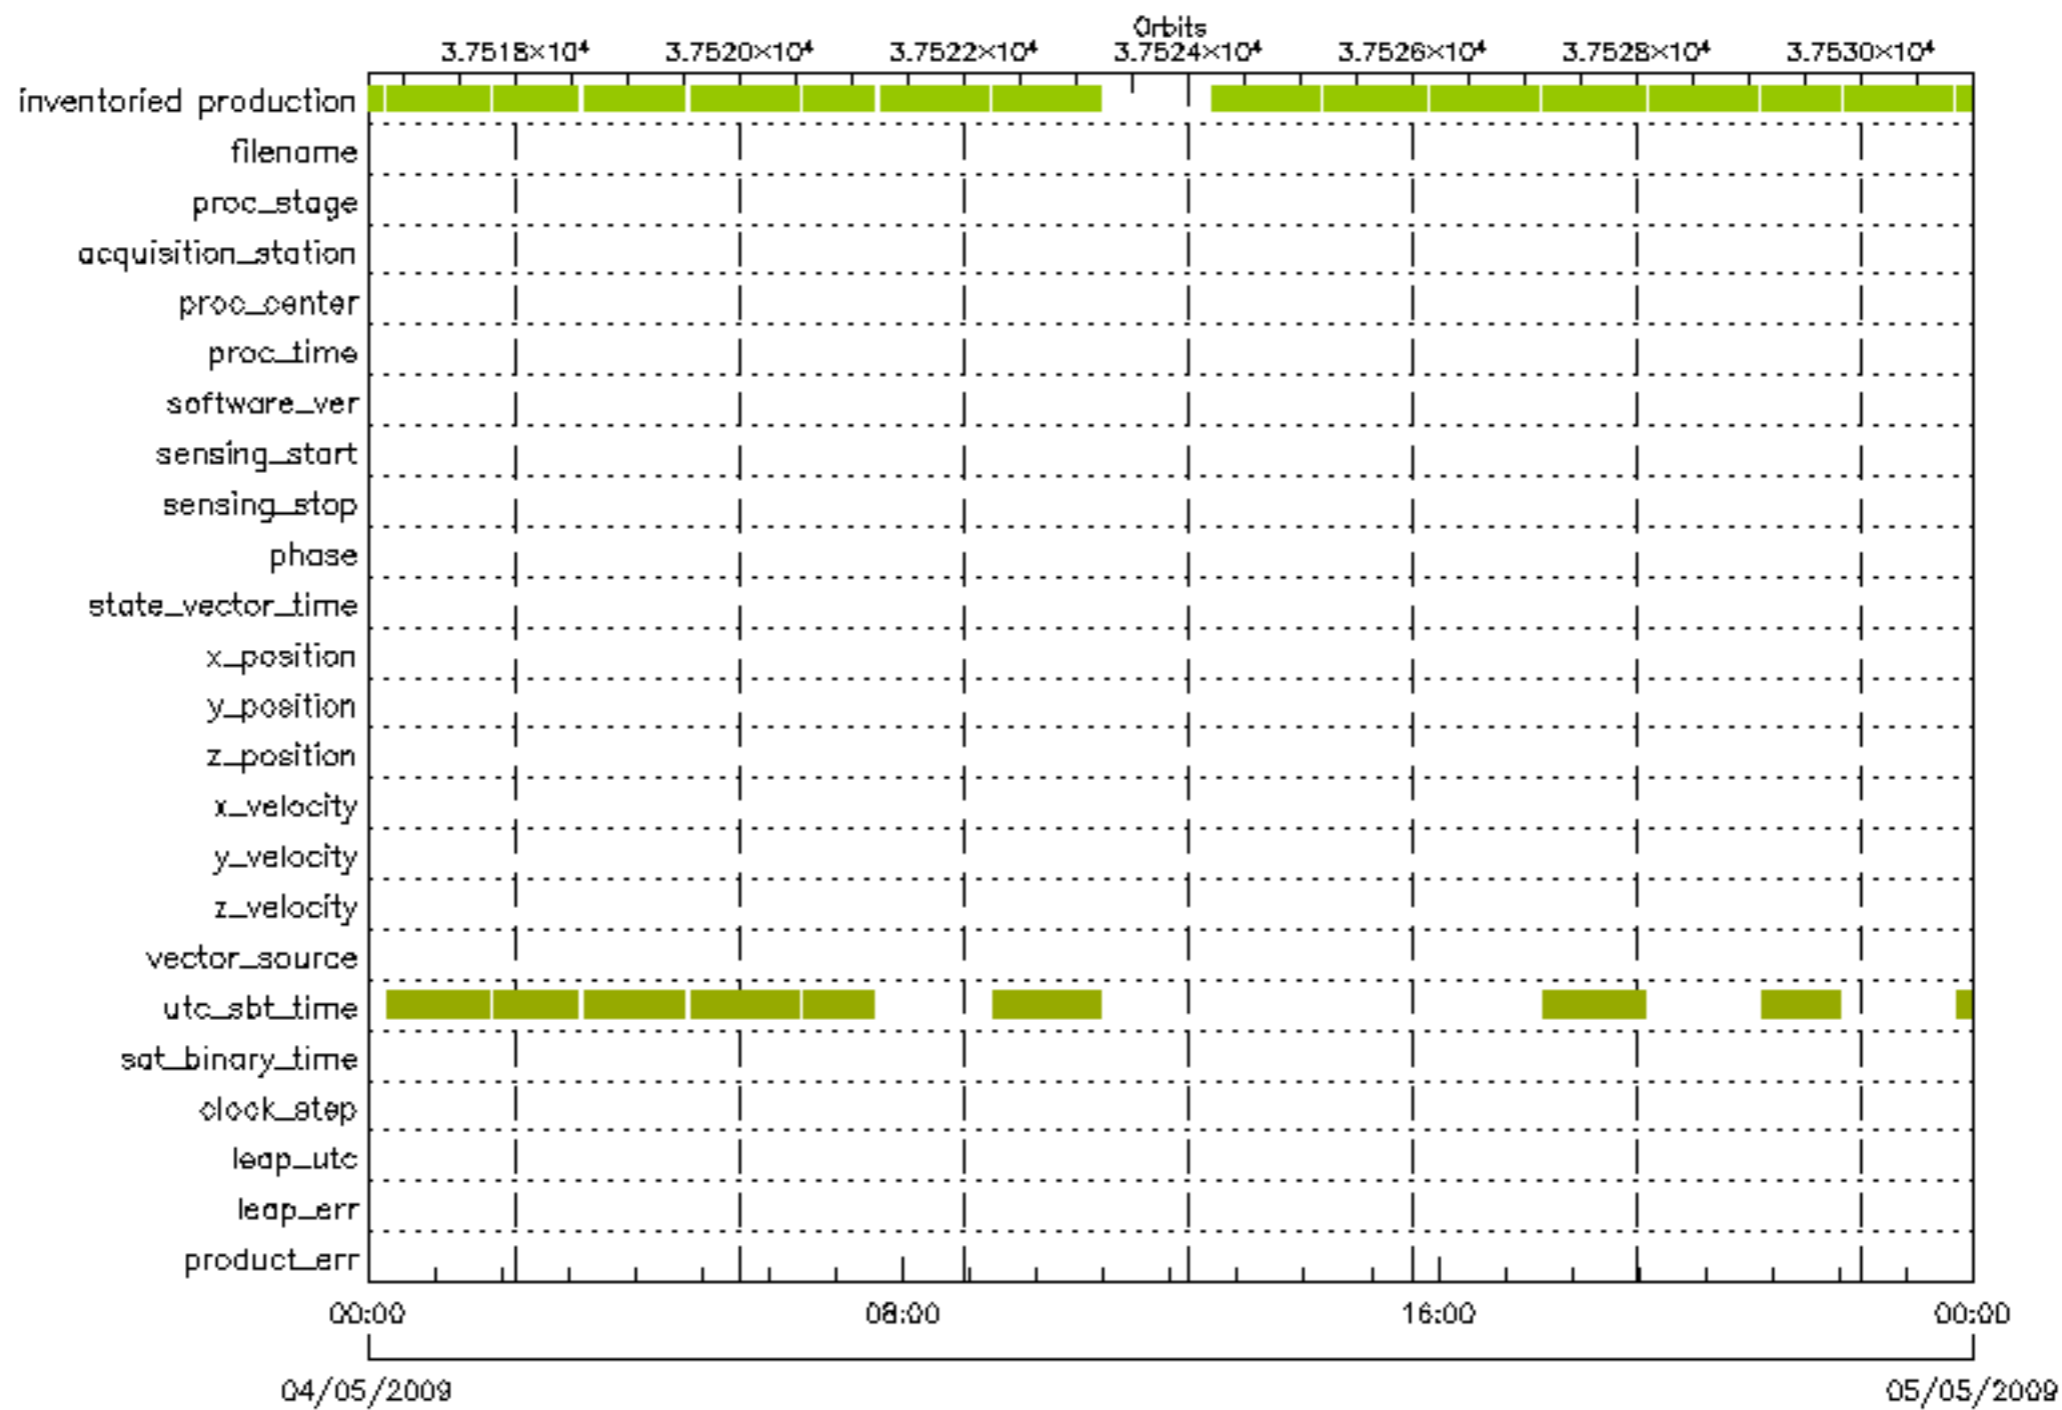 Orbits
3.7518×10⁴ 3.7520×10⁴ 3.7522×10⁴ 3.7524×10⁴ 3.7526×10⁴ 3.7528×10⁴ 3.7530×10⁴
inventoried production
filename
proc_stage
acquisition_station
proc_center
proc_time
software_ver
sensing_start
sensing_stop
phase
state_vector_time
x_position
y_position
z_position
x_velocity
y_velocity
z_velocity
vector_source
utc_sbt_time
sat_binary_time
clock_step
leap_utc
leap_err
product_err
00:00 08:00 16:00 00:00
04/05/2009 05/05/2009